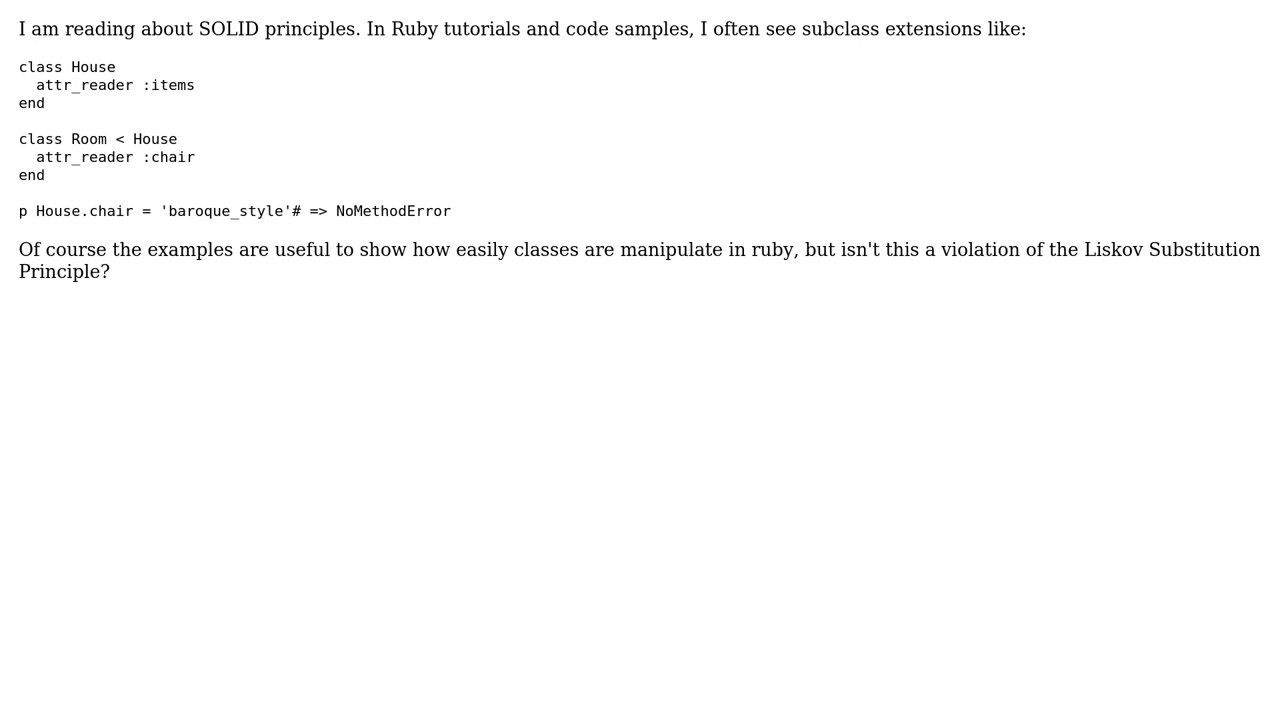 I am reading about SOLID principles. In Ruby tutorials and code samples, I often see subclass extensions like:
class House
  attr_reader :items
end
class Room < House
  attr_reader :chair
end
p House.chair = 'baroque_style'# => NoMethodError
Of course the examples are useful to show how easily classes are manipulate in ruby, but isn't this a violation of the Liskov Substitution
Principle?